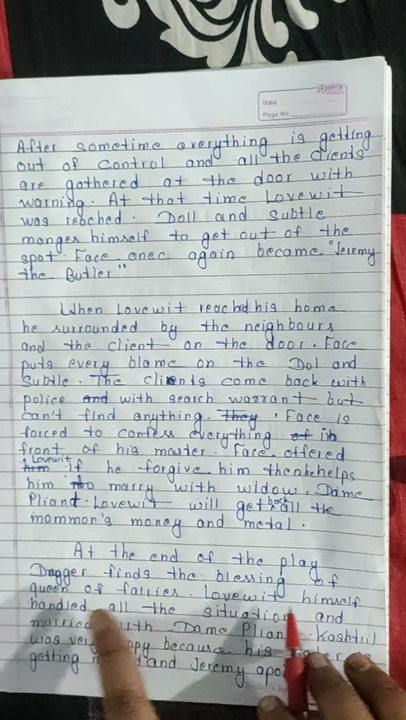 Date
Page No.
After sometime everything is getting
out of control and all the clients
are gathered at the door with
warning. At that time Lovewit
was reached. Doll and Subtle
manges himself to get out of the
spot. Face onec again became "Jeremy
the Butler"
When Lovewit reached his home
he surrounded by the neighbours
and the client on the door. Face
puts every blame on the Dol and
Subtle. The clients come back with
police and with search warrant but
can't find anything. They, Face is
forced to confess everything of in
front of his master. Face offered
him Lovewit if he forgive him then he helps
him to marry with widow, Dame
Pliant. Lovewit will get back all the
mommon's money and metal.
At the end of the play
Dagger finds the blessing of
queen of fairies. Lovewit himself
handled all the situation and
married with Dame Pliant. Kashtril
was very happy because his
getting and Jeremy